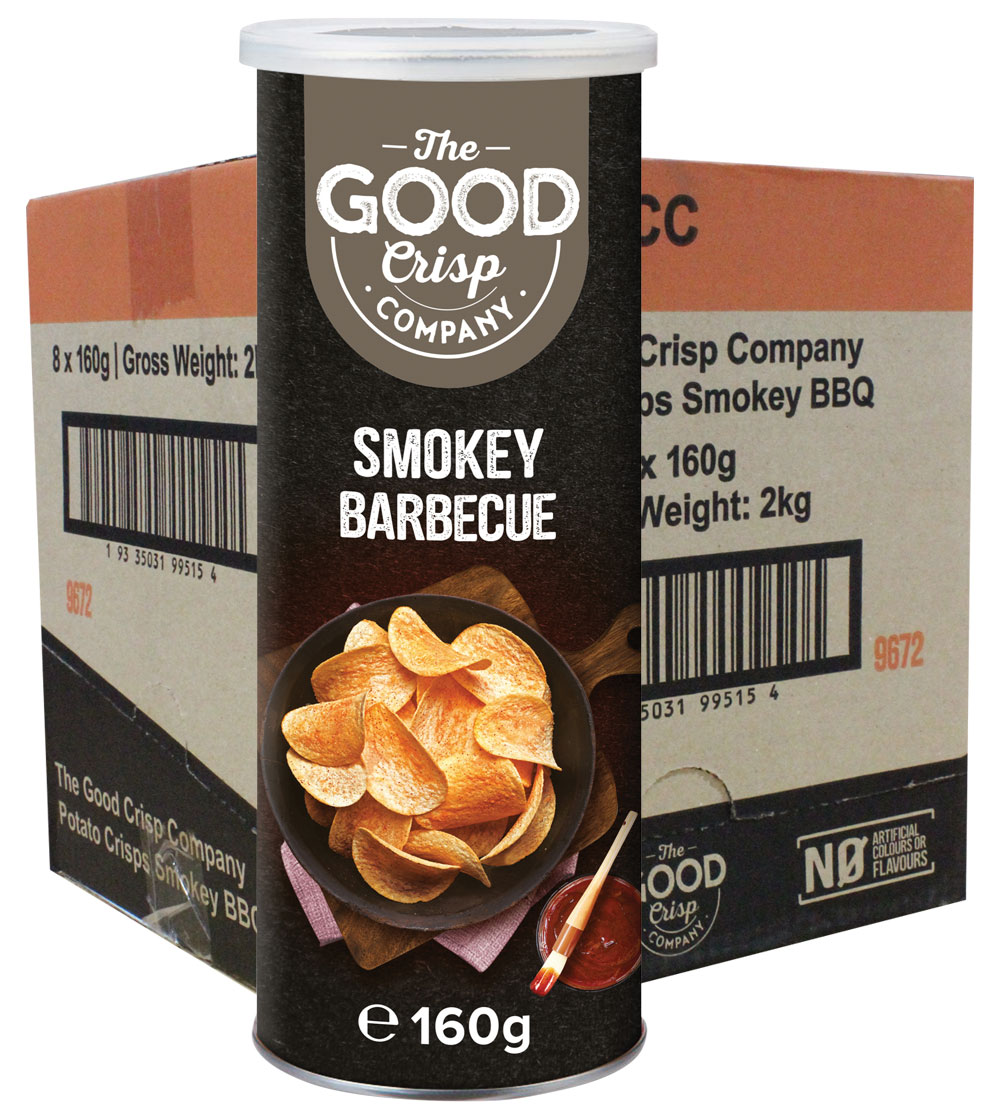 The
GOOD
Crisp
COMPANY
SMOKEY
BARBECUE
℮ 160g
8 x 160g | Gross Weight:
1 93 35031 99515 4
9672
The Good Crisp Company
Potato Crisps Smokey
CC
Crisp Company
Smokey BBQ
x 160g
Weight: 2kg
5031 99515 4
9672
The
GOOD
Crisp
COMPANY
NØ ARTIFICIAL
COLOURS OR
FLAVOURS